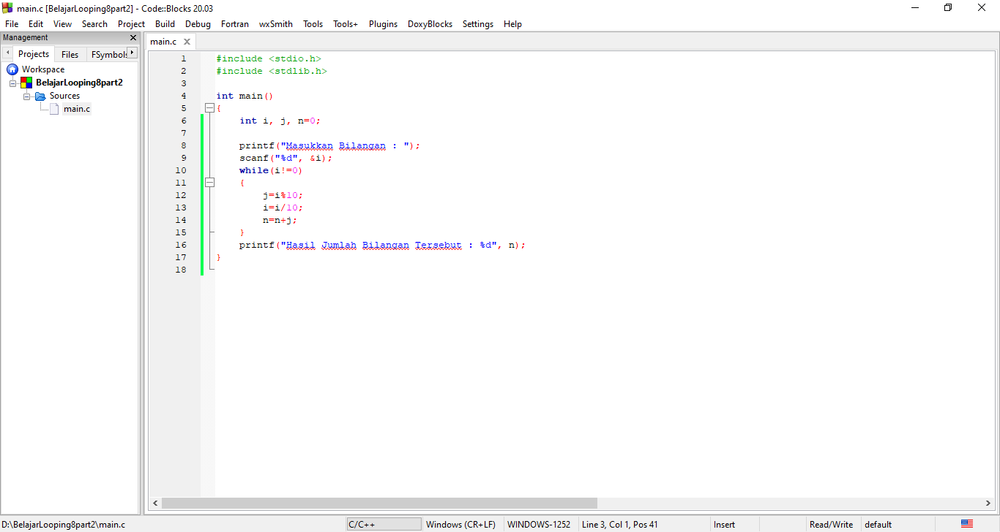 main.c [BelajarLooping8part2] - Code::Blocks 20.03
File Edit View Search Project Build Debug Fortran wxSmith Tools Tools+ Plugins DoxyBlocks Settings Help
Management
Projects Files FSymbols
Workspace
BelajarLooping8part2
Sources
main.c
main.c
1 #include <stdio.h>
2 #include <stdlib.h>
3
4 int main()
5 {
6 int i, j, n=0;
7
8 printf("Masukkan Bilangan : ");
9 scanf("%d", &i);
10 while(i!=0)
11 {
12 j=i%10;
13 i=i/10;
14 n=n+j;
15 }
16 printf("Hasil Jumlah Bilangan Tersebut : %d", n);
17 }
18
D:\BelajarLooping8part2\main.c C/C++ Windows (CR+LF) WINDOWS-1252 Line 3, Col 1, Pos 41 Insert Read/Write default